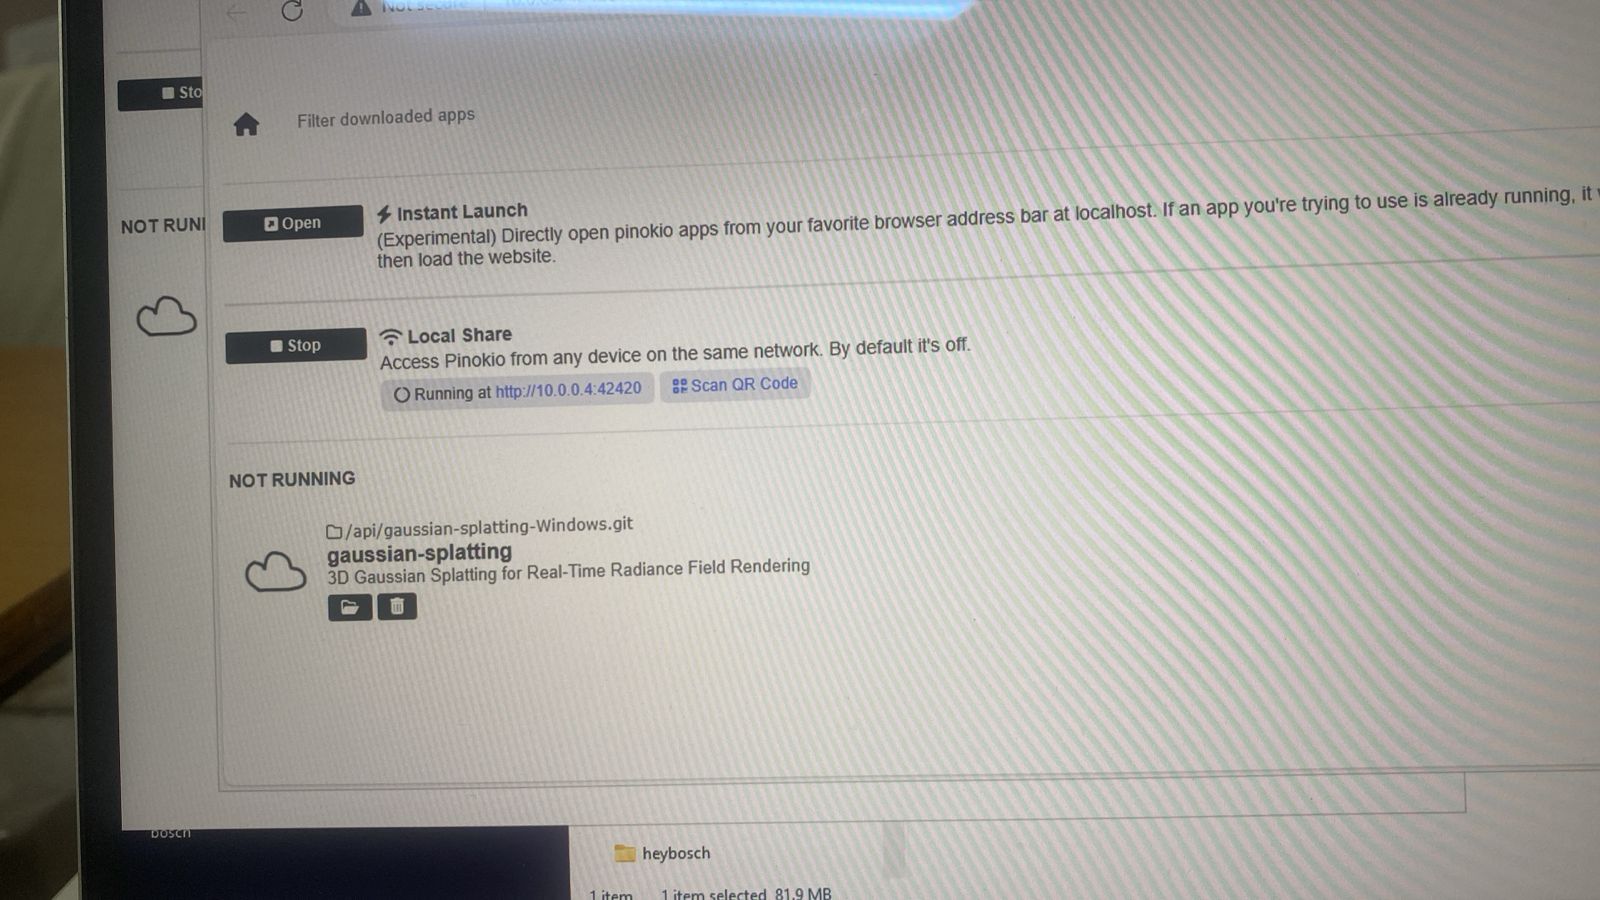 Not secure
Sto
Filter downloaded apps
NOT RUNI
Open
Instant Launch
(Experimental) Directly open pinokio apps from your favorite browser address bar at localhost. If an app you're trying to use is already running, it
then load the website.
Stop
Local Share
Access Pinokio from any device on the same network. By default it's off.
Running at http://10.0.0.4:42420
Scan QR Code
NOT RUNNING
/api/gaussian-splatting-Windows.git
gaussian-splatting
3D Gaussian Splatting for Real-Time Radiance Field Rendering
bosch
heybosch
1 item 1 item selected 81.9 MB